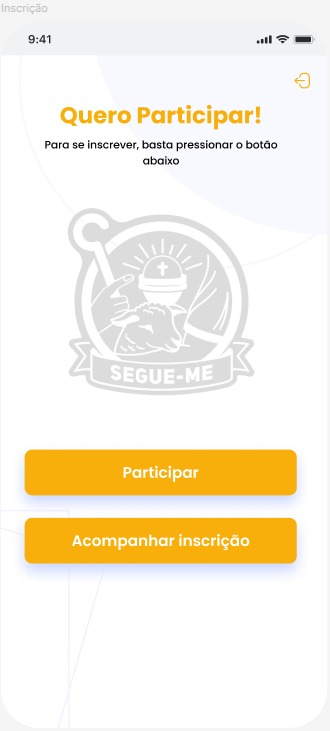 Inscrição
9:41
Quero Participar!
Para se inscrever, basta pressionar o botão
abaixo
SEGUE-ME
Participar
Acompanhar inscrição